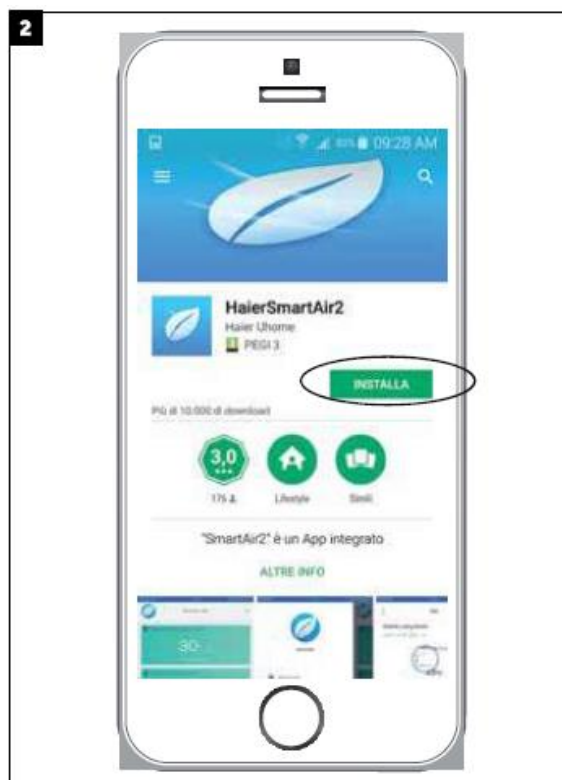 2
09:28 AM
HaierSmartAir2
Haier Uhome
PEGI 3
INSTALLA
Più di 10.000 di download
3,0
176
Lifestyle
Simili
"SmartAir2" è un App integrato
ALTRE INFO
30